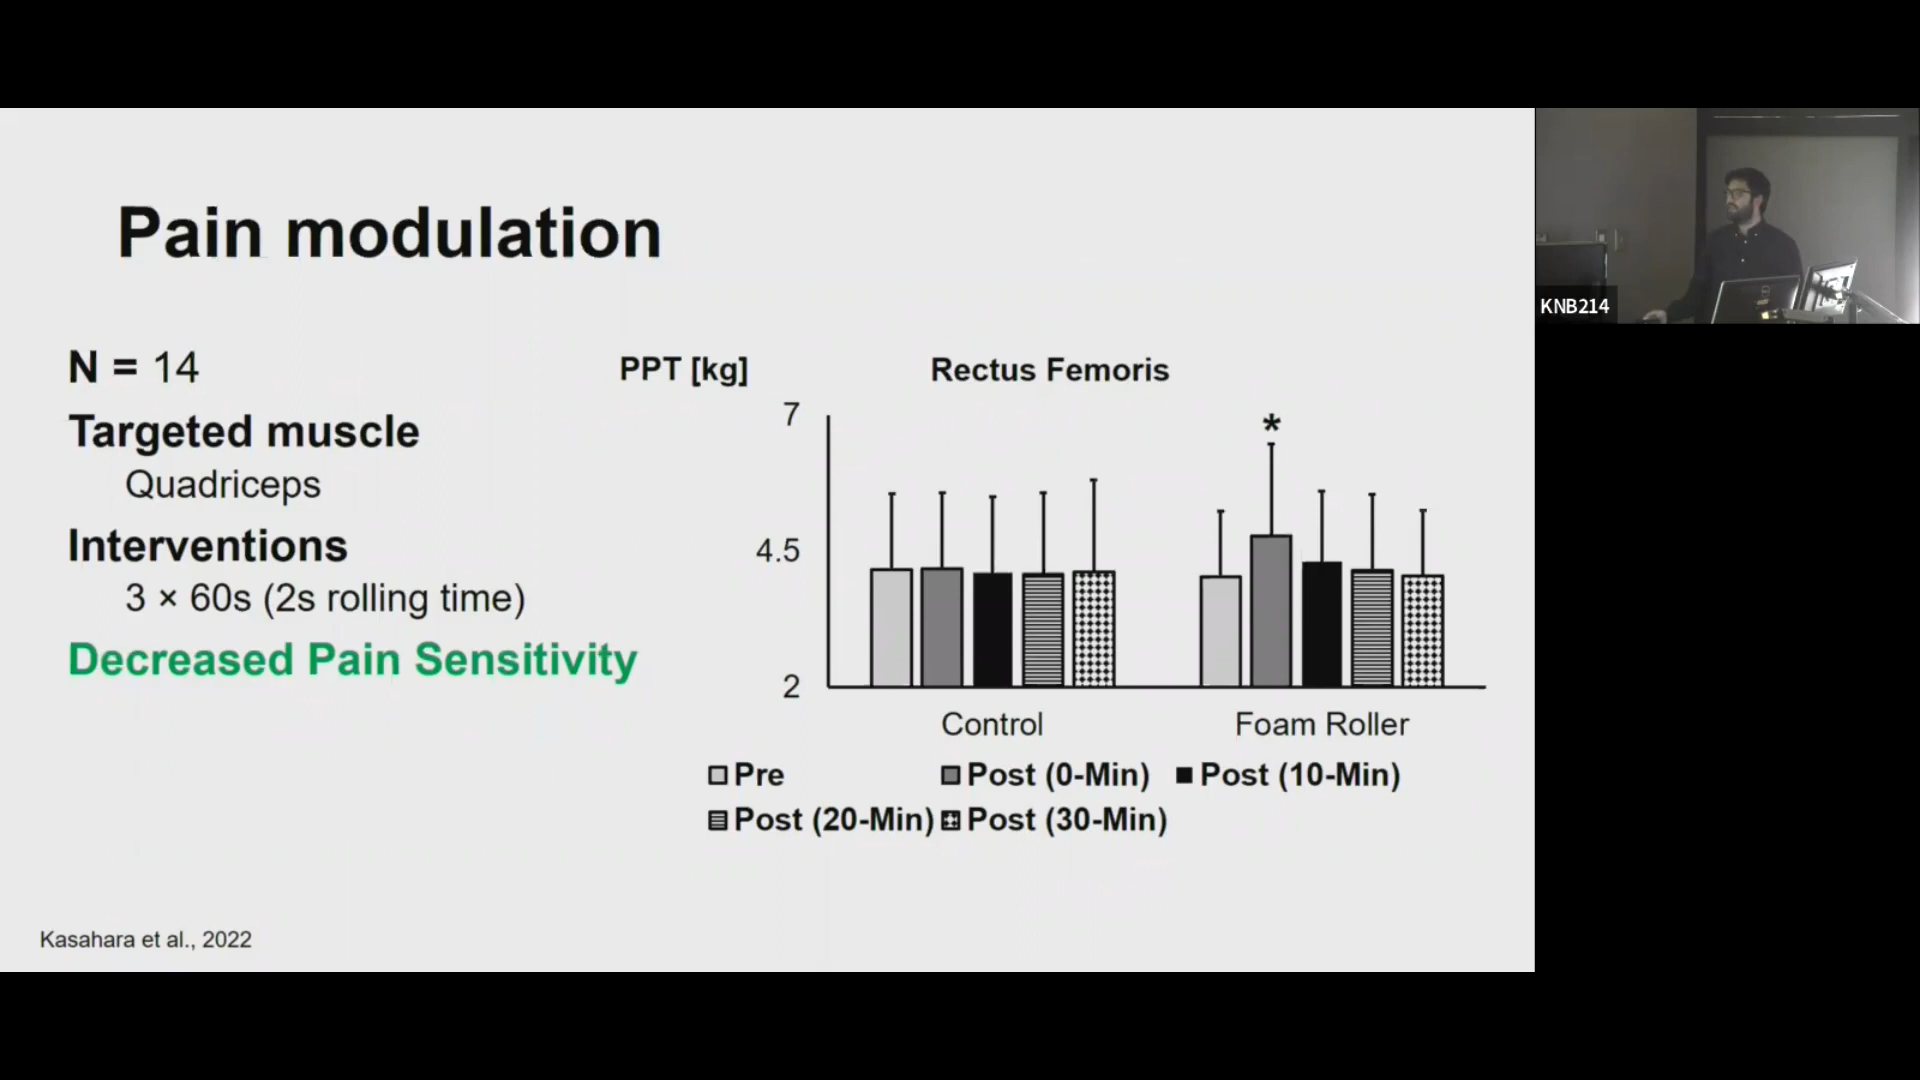 Pain modulation
N = 14
Targeted muscle
Quadriceps
Interventions
3 × 60s (2s rolling time)
Decreased Pain Sensitivity
PPT [kg]
Rectus Femoris
7
*
4.5
2
Control
Foam Roller
Pre
Post (0-Min)
Post (10-Min)
Post (20-Min)
Post (30-Min)
Kasahara et al., 2022
KNB214